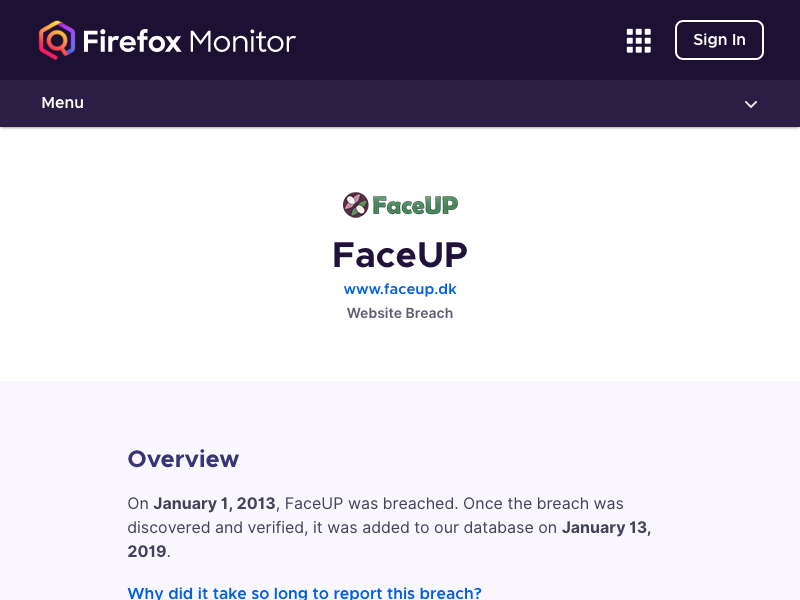 Firefox Monitor
Sign In
Menu
FaceUP
FaceUP
www.faceup.dk
Website Breach
Overview
On January 1, 2013, FaceUP was breached. Once the breach was
discovered and verified, it was added to our database on January 13,
2019.
Why did it take so long to report this breach?